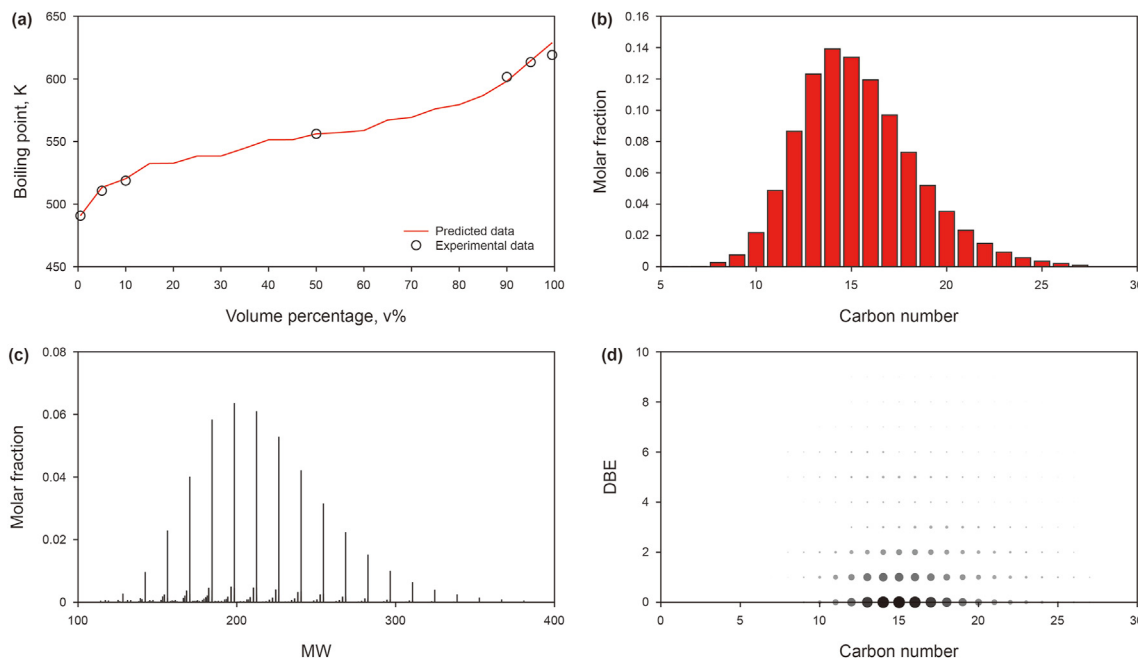 (a)
650
600
550
500
450
Boiling point, K
Predicted data
Experimental data
0 10 20 30 40 50 60 70 80 90 100
Volume percentage, v%
(b)
0.16
0.14
0.12
0.10
0.08
0.06
0.04
0.02
0
Molar fraction
5 10 15 20 25 30
Carbon number
(c)
0.08
0.06
0.04
0.02
0
Molar fraction
100 200 300 400
MW
(d)
10
8
6
4
2
0
DBE
0 5 10 15 20 25 30
Carbon number